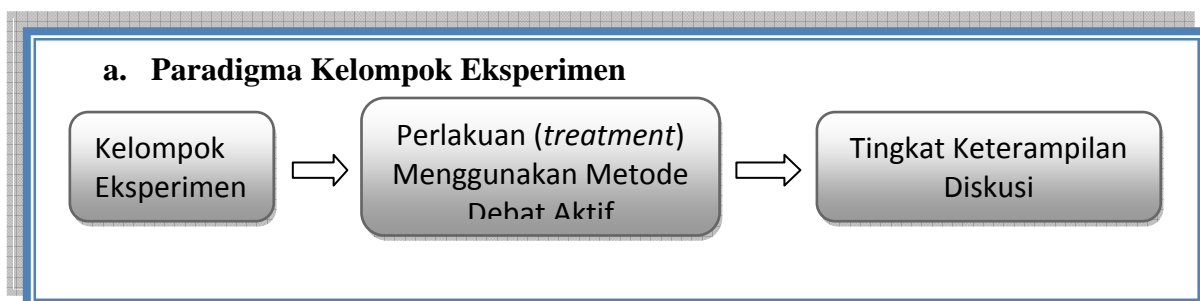 a. Paradigma Kelompok Eksperimen
Kelompok
Eksperimen
Perlakuan (treatment)
Menggunakan Metode
Debat Aktif
Tingkat Keterampilan
Diskusi